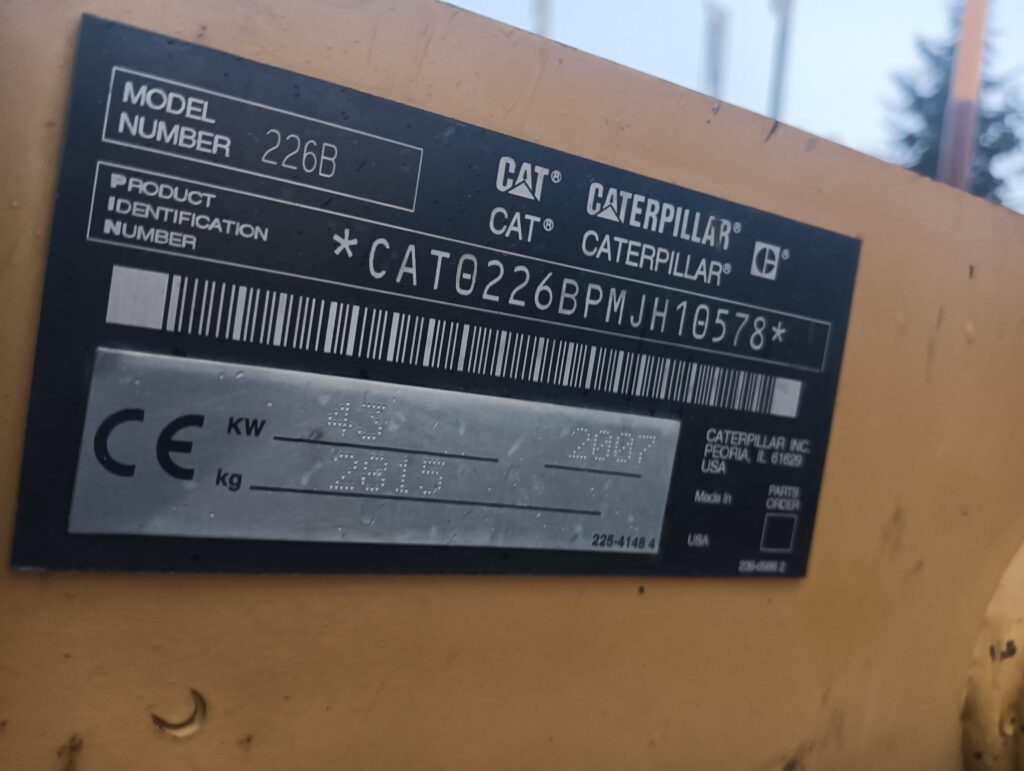 MODEL
NUMBER 226B
CAT® CATERPILLAR®
CAT® CATERPILLAR®
PRODUCT
IDENTIFICATION
NUMBER
*CAT0226BPMJH10578*
CE KW 43 2007
kg 2815
225-4148 4
CATERPILLAR INC.
PEORIA, IL 61629
USA
Made in
USA
PARTS
ORDER